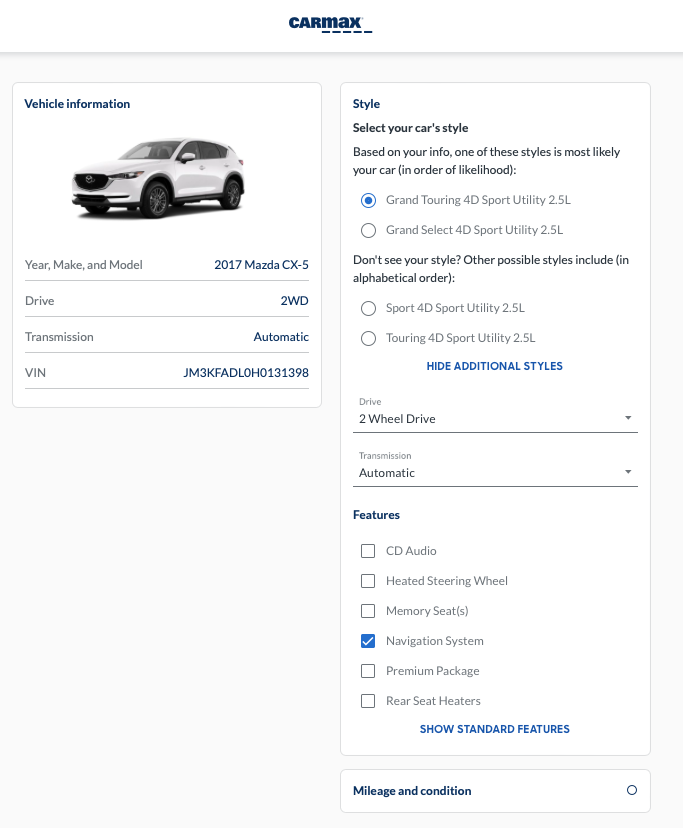 CARMAX
Vehicle information
Year, Make, and Model 2017 Mazda CX-5
Drive 2WD
Transmission Automatic
VIN JM3KFADL0H0131398
Style
Select your car's style
Based on your info, one of these styles is most likely
your car (in order of likelihood):
Grand Touring 4D Sport Utility 2.5L
Grand Select 4D Sport Utility 2.5L
Don't see your style? Other possible styles include (in
alphabetical order):
Sport 4D Sport Utility 2.5L
Touring 4D Sport Utility 2.5L
HIDE ADDITIONAL STYLES
Drive
2 Wheel Drive
Transmission
Automatic
Features
CD Audio
Heated Steering Wheel
Memory Seat(s)
Navigation System
Premium Package
Rear Seat Heaters
SHOW STANDARD FEATURES
Mileage and condition